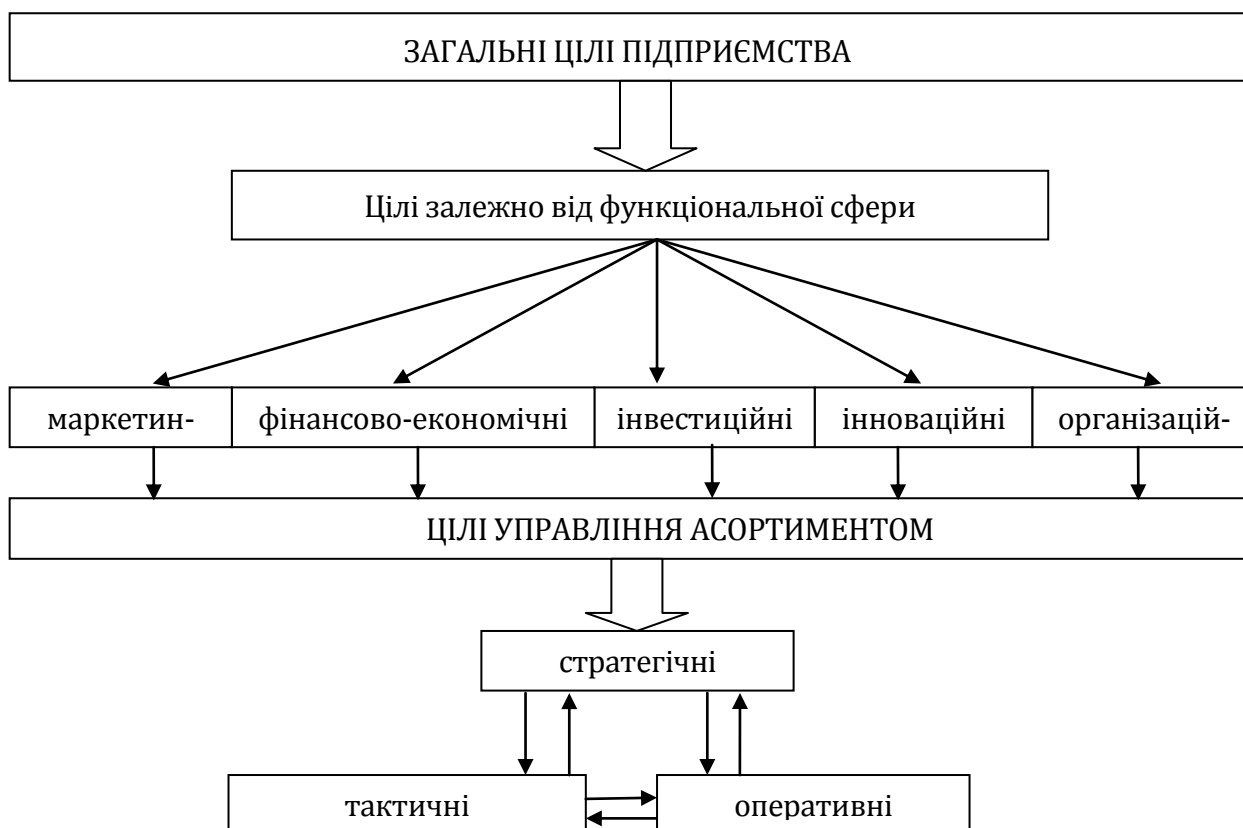 ЗАГАЛЬНІ ЦІЛІ ПІДПРИЄМСТВА
Цілі залежно від функціональної сфери
маркетин-
фінансово-економічні
інвестиційні
інноваційні
організацій-
ЦІЛІ УПРАВЛІННЯ АСОРТИМЕНТОМ
стратегічні
тактичні
оперативні